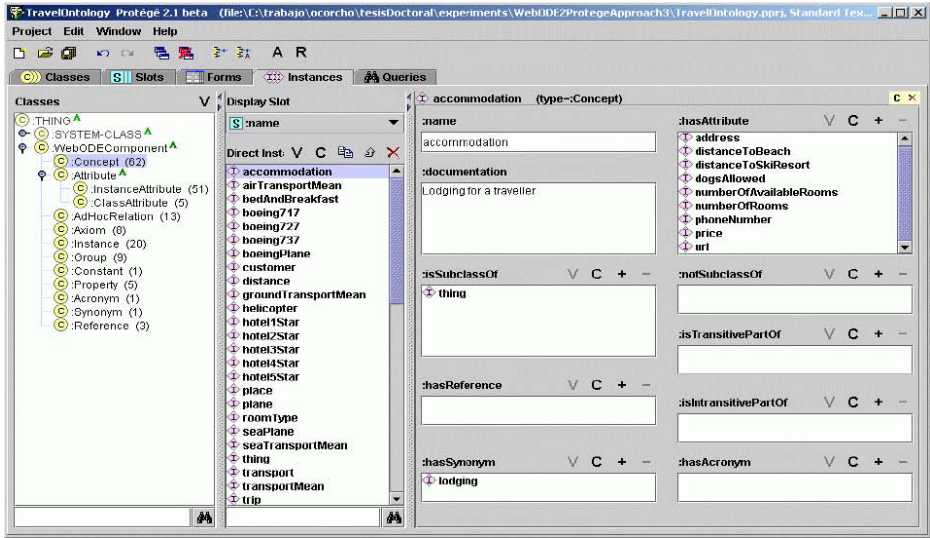 TravelOntology Protégé 2.1 beta (file:\C:\trabajo\ocorcho\tesisDoctoral\experiments\WebODE2ProtegeApproach3\TravelOntology.pprj, Standard Tex...
Project Edit Window Help
A R
C Classes S Slots Forms Instances Queries
Classes V
C :THING A
C :SYSTEM-CLASS A
C :WebODEComponent A
C :Concept (62)
C :Attribute A
C :InstanceAttribute (51)
C :ClassAttribute (5)
C :AdHocRelation (13)
C :Axiom (8)
C :Instance (20)
C :Group (9)
C :Constant (1)
C :Property (5)
C :Acronym (1)
C :Synonym (1)
C :Reference (3)
Display Slot
S :name
Direct Inst: V C
accommodation
airTransportMean
bedAndBreakfast
boeing717
boeing727
boeing737
boeingPlane
customer
distance
groundTransportMean
helicopter
hotel1Star
hotel2Star
hotel3Star
hotel4Star
hotel5Star
place
plane
roomType
seaPlane
seaTransportMean
thing
transport
transportMean
trip
accommodation (type=:Concept) C
:name
accommodation
:documentation
Lodging for a traveller
:isSubclassOf V C + −
thing
:hasReference V C + −
:hasSynonym V C + −
lodging
:hasAttribute V C + −
address
distanceToBeach
distanceToSkiResort
dogsAllowed
numberOfAvailableRooms
numberOfRooms
phoneNumber
price
url
:notSubclassOf V C + −
:isTransitivePartOf V C + −
:isIntransitivePartOf V C + −
:hasAcronym V C + −